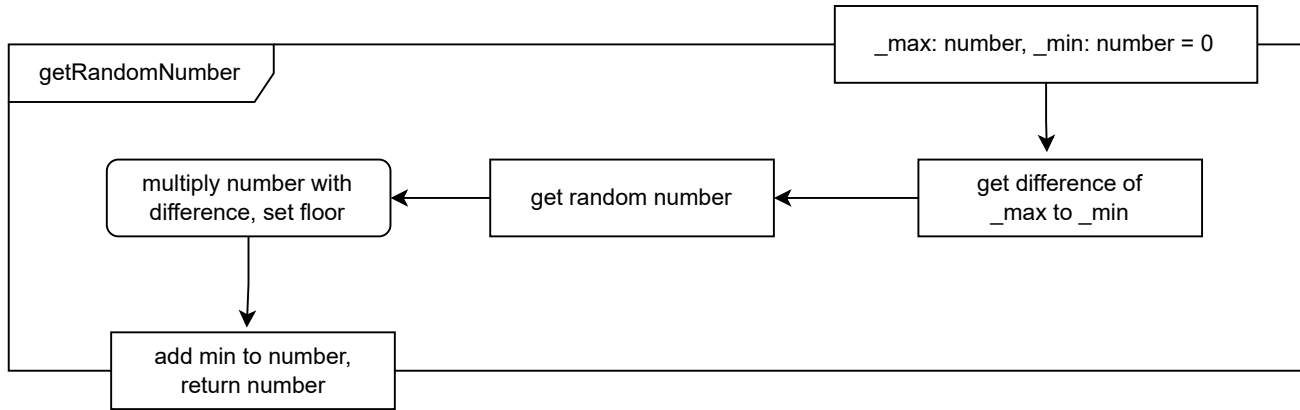 _max: number, _min: number = 0
getRandomNumber
get difference of
_max to _min
get random number
multiply number with
difference, set floor
add min to number,
return number